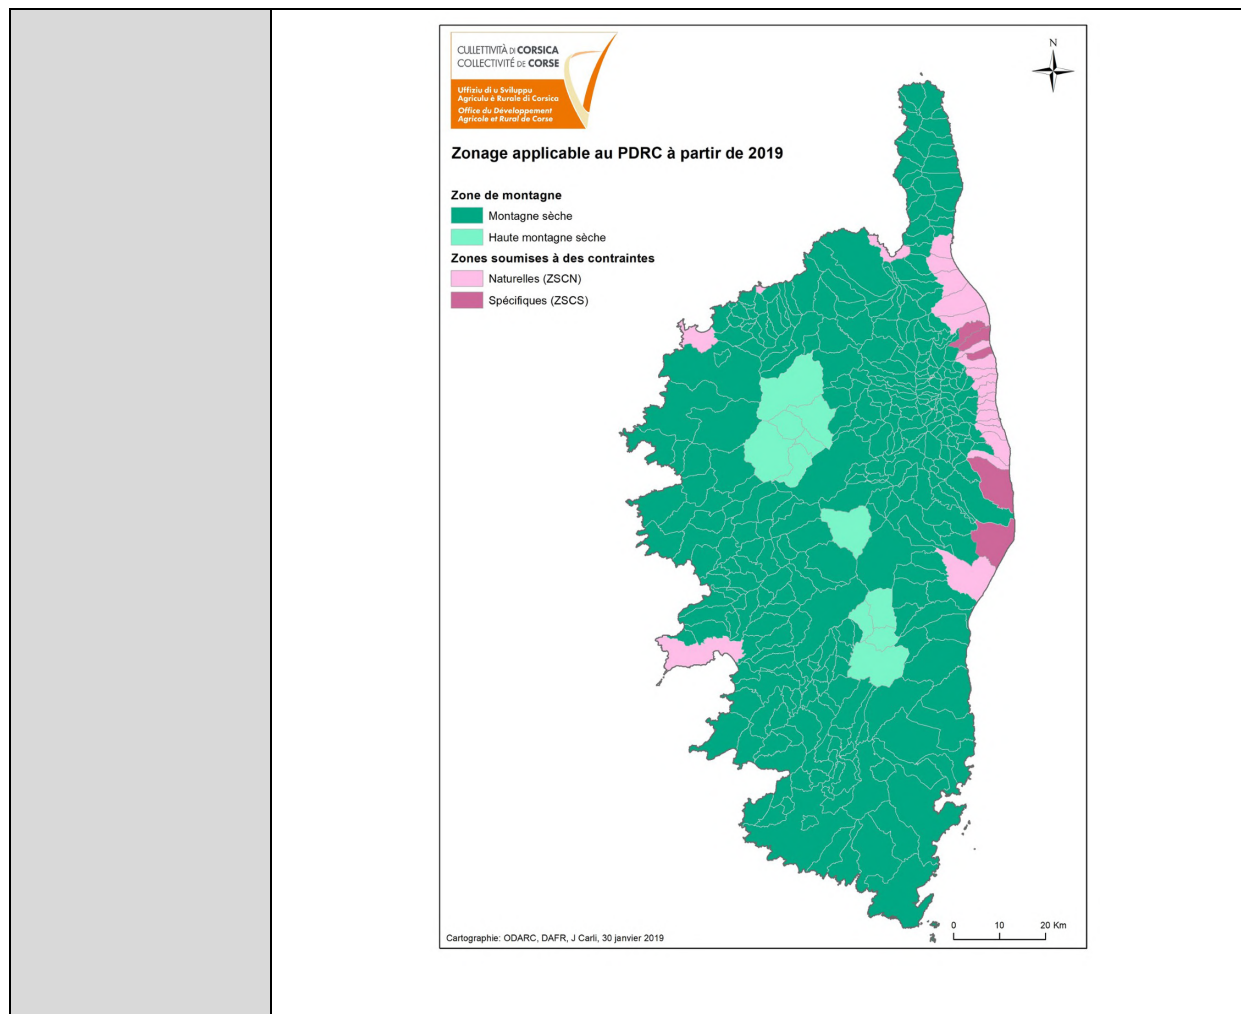 CULLETTIVITÀ DI CORSICA
COLLECTIVITÉ DE CORSE
Uffiziu di u Sviluppu
Agriculu è Rurale di Corsica
Office du Développement
Agricole et Rural de Corse
N
Zonage applicable au PDRC à partir de 2019
Zone de montagne
Montagne sèche
Haute montagne sèche
Zones soumises à des contraintes
Naturelles (ZSCN)
Spécifiques (ZSCS)
0 10 20 Km
Cartographie: ODARC, DAFR, J Carli, 30 janvier 2019